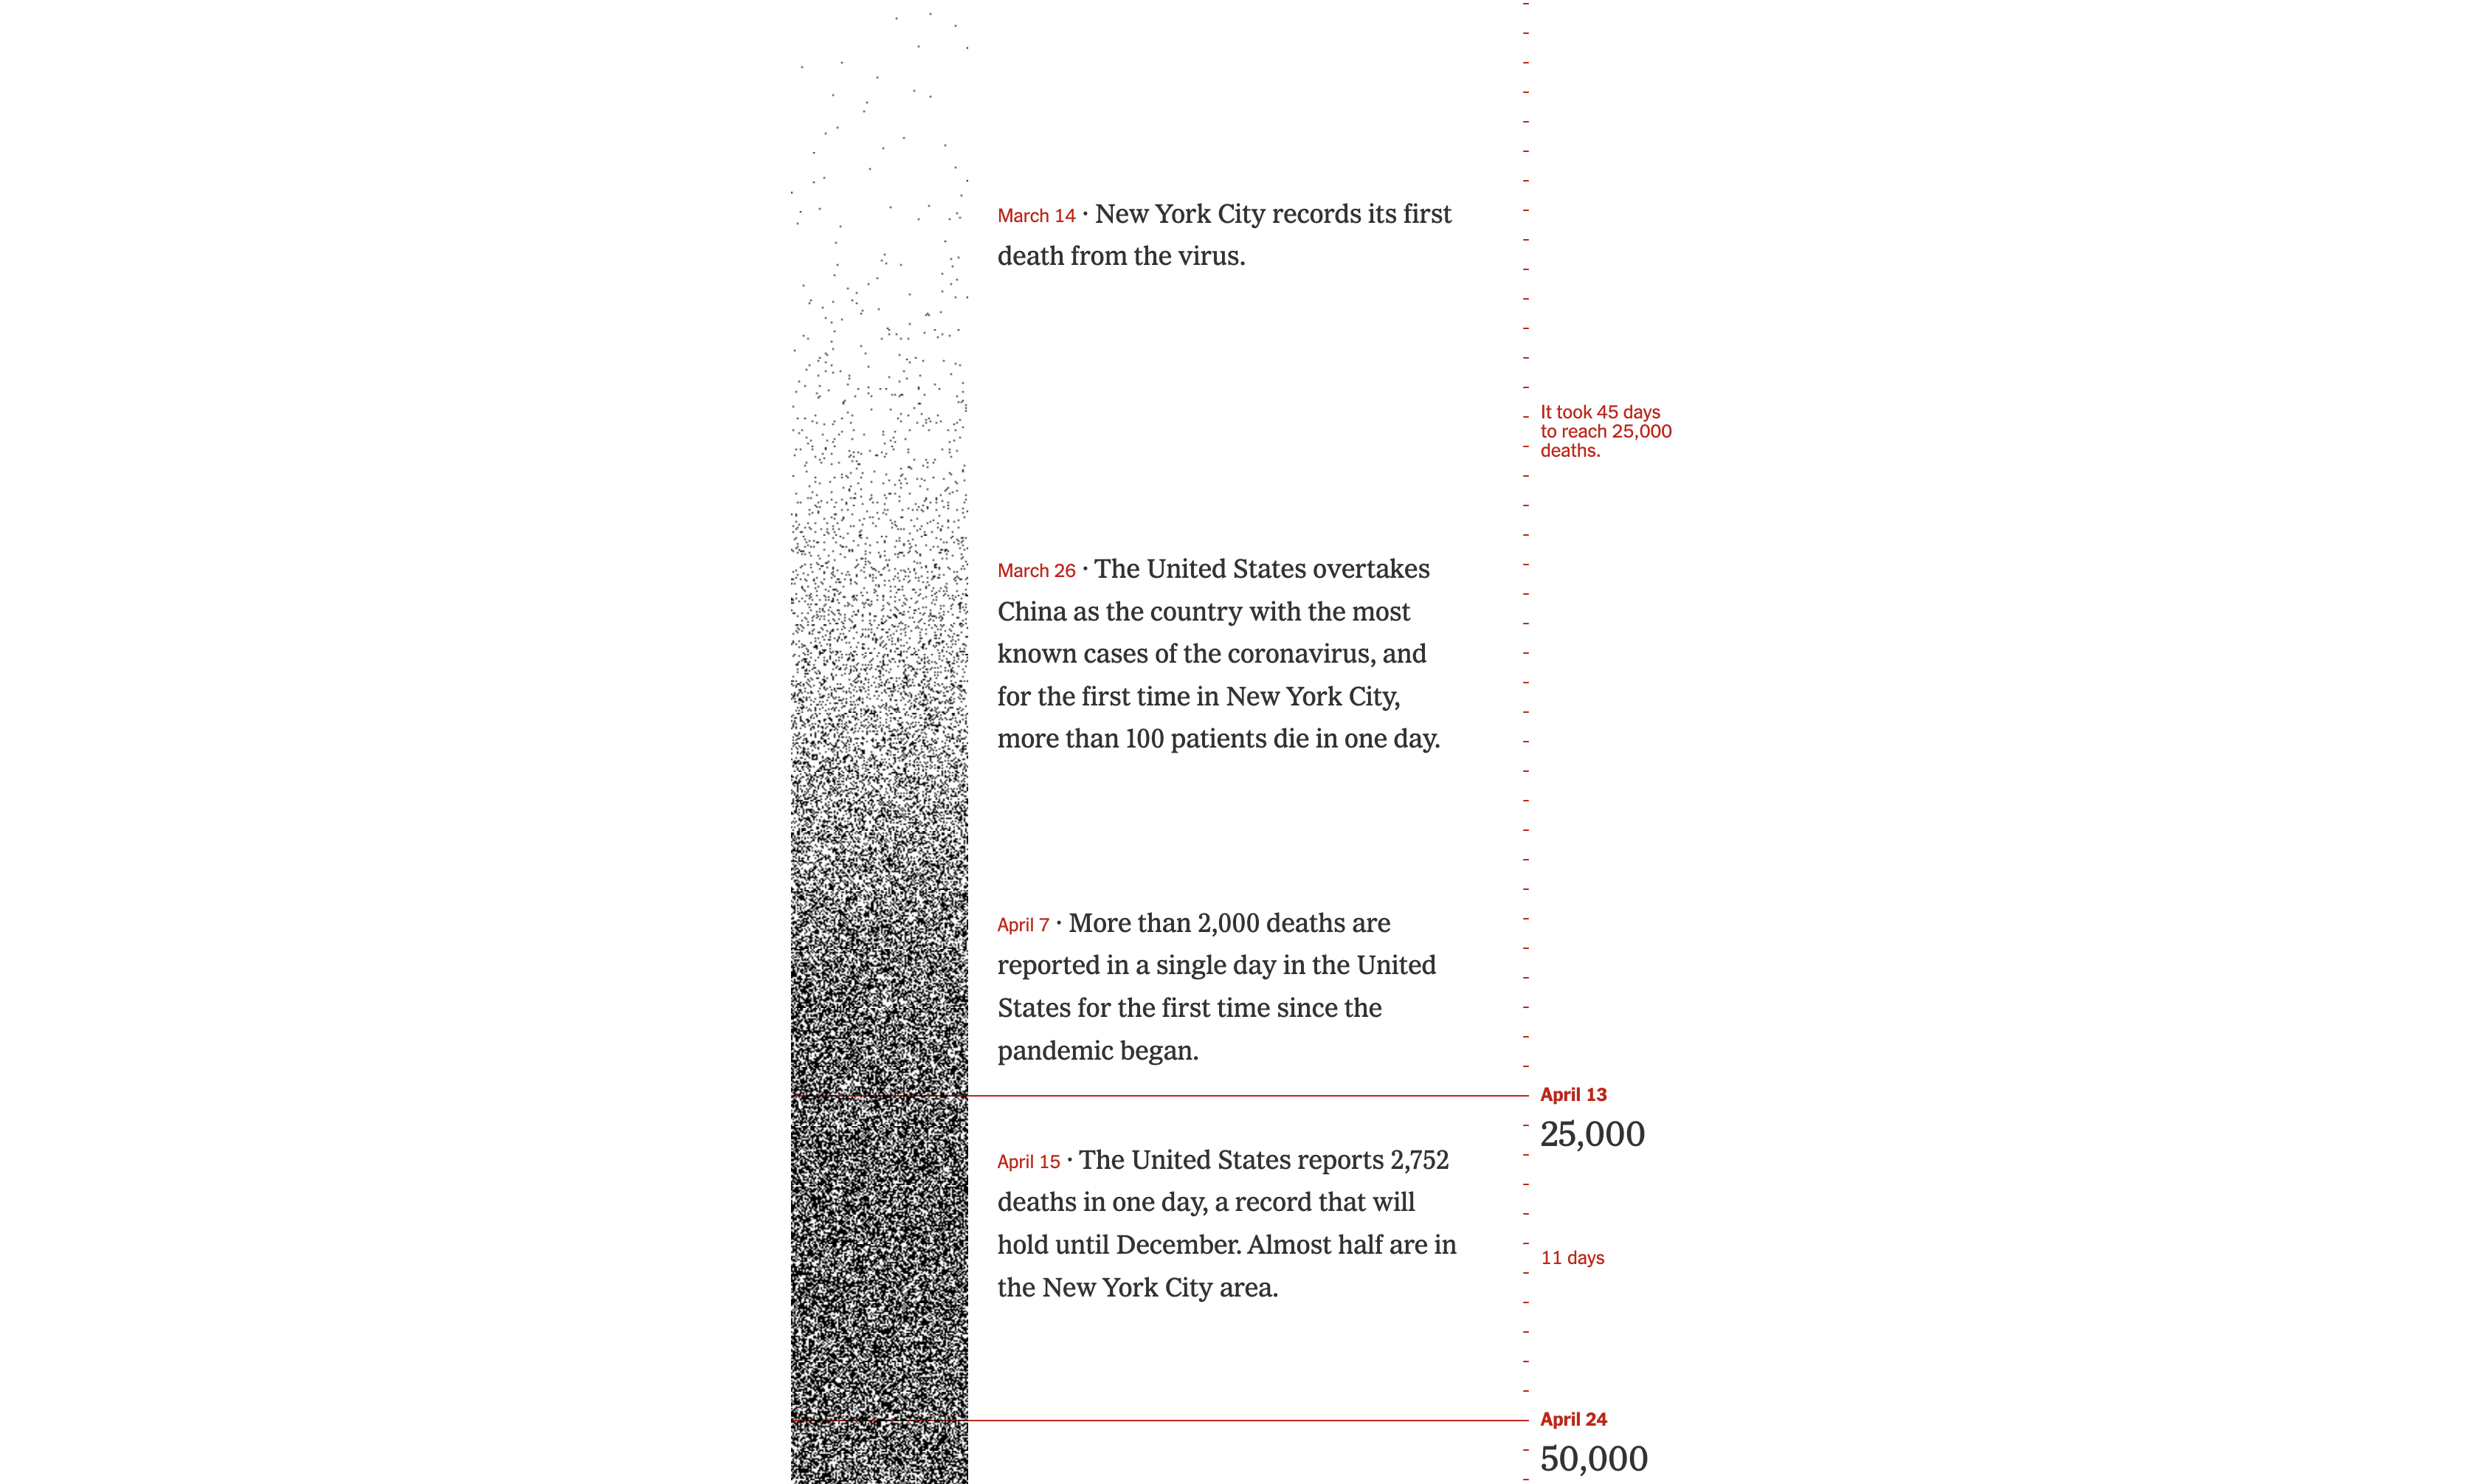 March 14 · New York City records its first
death from the virus.
It took 45 days
to reach 25,000
deaths.
March 26 · The United States overtakes
China as the country with the most
known cases of the coronavirus, and
for the first time in New York City,
more than 100 patients die in one day.
April 7 · More than 2,000 deaths are
reported in a single day in the United
States for the first time since the
pandemic began.
April 13
25,000
April 15 · The United States reports 2,752
deaths in one day, a record that will
hold until December. Almost half are in
the New York City area.
11 days
April 24
50,000